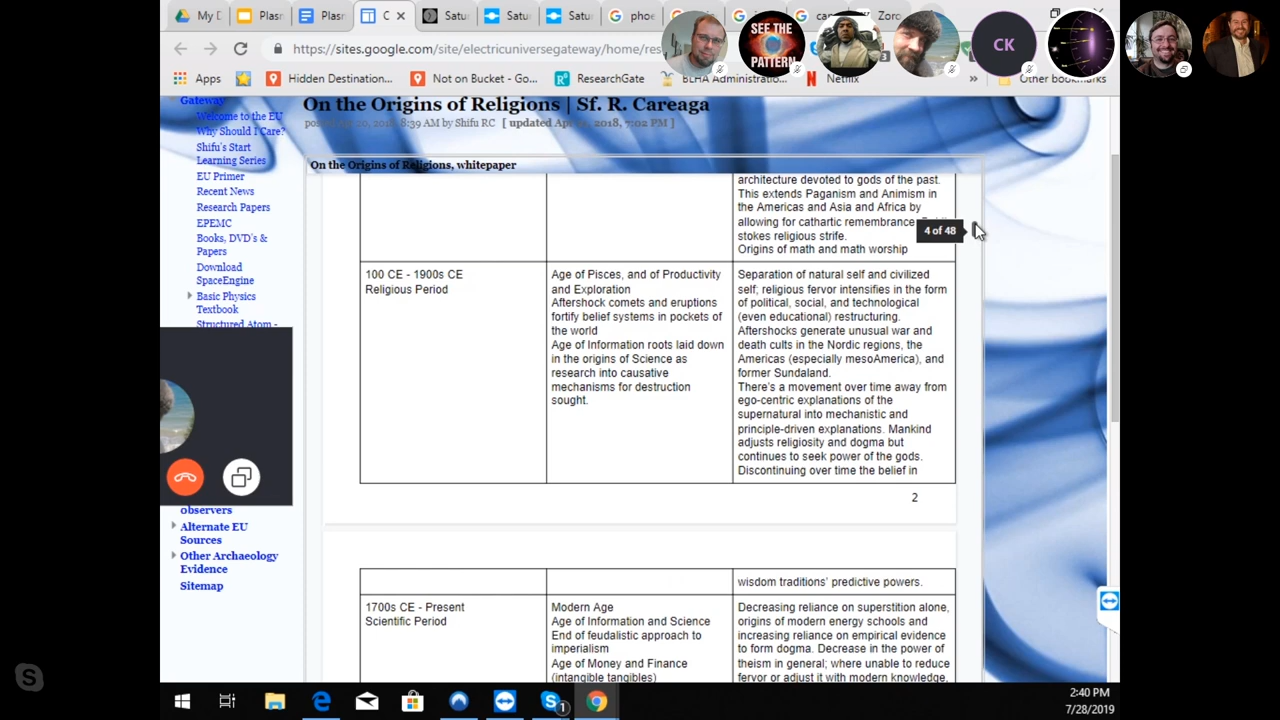 My D
Plasr
Plasr
C
Satu
Satu
Satu
phoe
G
ca
Zoro
https://sites.google.com/site/electricuniversegateway/home/res
SEE THE
PATTERN
CK
Apps
Hidden Destination...
Not on Bucket - Go...
ResearchGate
BLHA Administratio...
Netflix
Other bookmarks
Gateway
Welcome to the EU
Why Should I Care?
Shifu's Start
Learning Series
EU Primer
Recent News
Research Papers
EPEMC
Books, DVD's &
Papers
Download
SpaceEngine
Basic Physics
Textbook
Structured Atom -
observers
Alternate EU
Sources
Other Archaeology
Evidence
Sitemap
On the Origins of Religions | Sf. R. Careaga
8:39 AM by Shifu RC [ updated 2018, 7:02 PM ]
On the Origins of Religions, whitepaper
architecture devoted to gods of the past.
This extends Paganism and Animism in
the Americas and Asia and Africa by
allowing for cathartic remembrance
stokes religious strife.
Origins of math and math worship
4 of 48
100 CE - 1900s CE
Religious Period
Age of Pisces, and of Productivity
and Exploration
Aftershock comets and eruptions
fortify belief systems in pockets of
the world
Age of Information roots laid down
in the origins of Science as
research into causative
mechanisms for destruction
sought.
Separation of natural self and civilized
self; religious fervor intensifies in the form
of political, social, and technological
(even educational) restructuring.
Aftershocks generate unusual war and
death cults in the Nordic regions, the
Americas (especially mesoAmerica), and
former Sundaland.
There's a movement over time away from
ego-centric explanations of the
supernatural into mechanistic and
principle-driven explanations. Mankind
adjusts religiosity and dogma but
continues to seek power of the gods.
Discontinuing over time the belief in
2
wisdom traditions' predictive powers.
1700s CE - Present
Scientific Period
Modern Age
Age of Information and Science
End of feudalistic approach to
imperialism
Age of Money and Finance
(intangible tangibles)
Decreasing reliance on superstition alone,
origins of modern energy schools and
increasing reliance on empirical evidence
to form dogma. Decrease in the power of
theism in general; where unable to reduce
fervor or adjust it with modern knowledge,
1
2:40 PM
7/28/2019